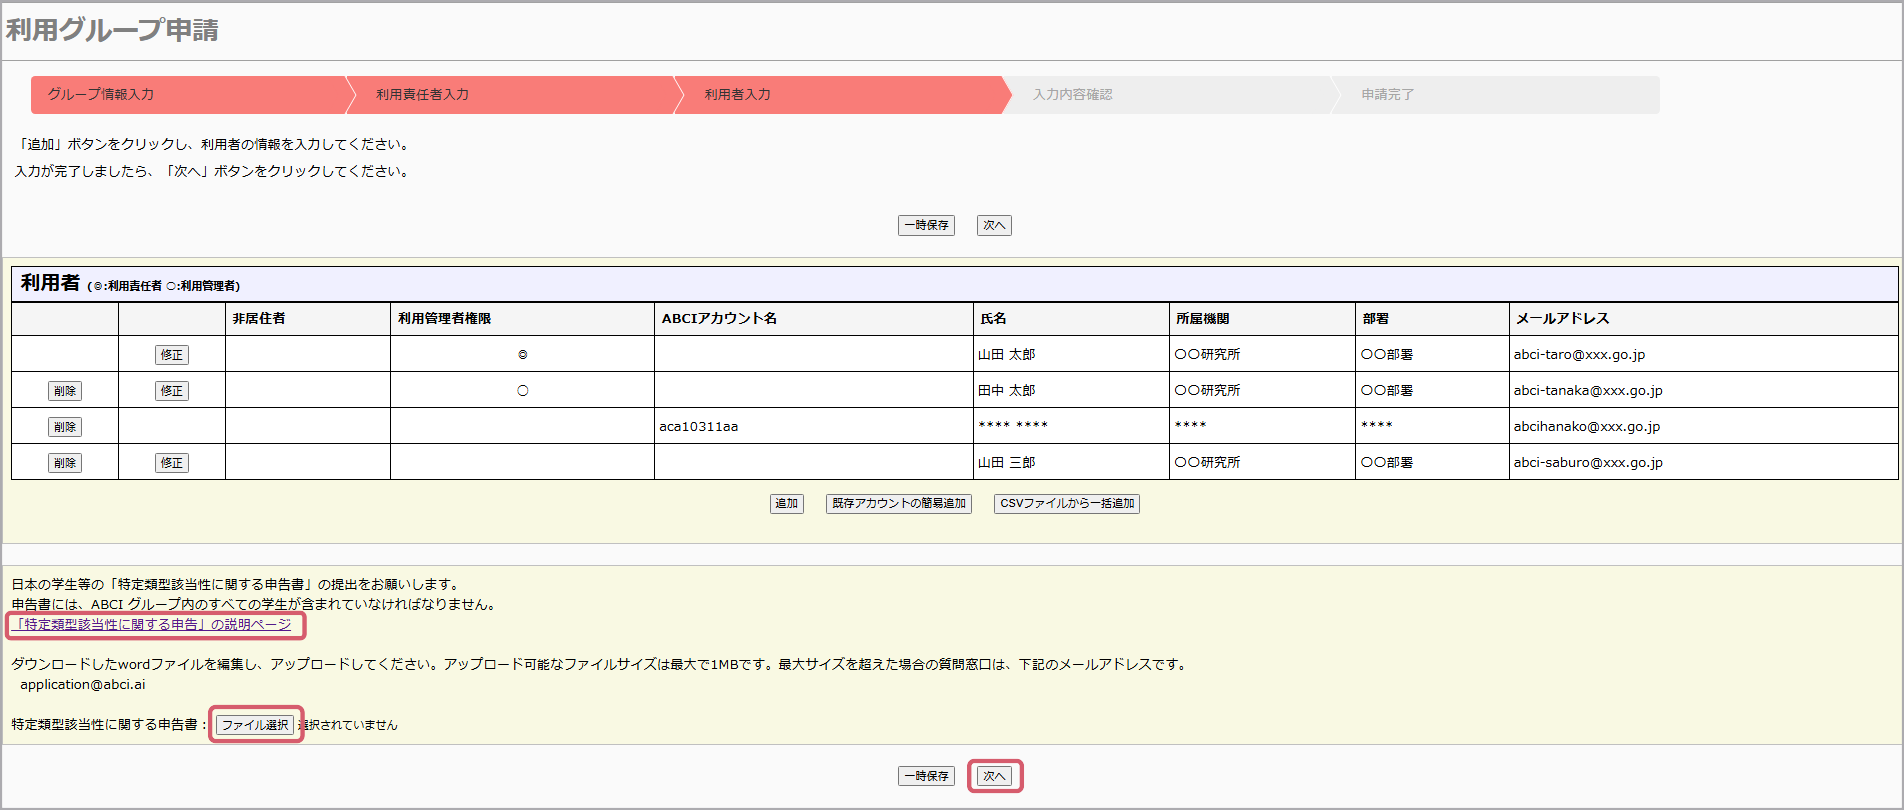 利用グループ申請
グループ情報入力 利用責任者入力 利用者入力 入力内容確認 申請完了
「追加」ボタンをクリックし、利用者の情報を入力してください。
入力が完了しましたら、「次へ」ボタンをクリックしてください。
一時保存 次へ
利用者 (◎:利用責任者 ○:利用管理者)
非居住者 利用管理者権限 ABCIアカウント名 氏名 所属機関 部署 メールアドレス
修正 ◎ 山田 太郎 〇〇研究所 〇〇部署 abci-taro@xxx.go.jp
削除 修正 ○ 田中 太郎 〇〇研究所 〇〇部署 abci-tanaka@xxx.go.jp
削除 aca10311aa **** **** **** **** abcihanako@xxx.go.jp
削除 修正 山田 三郎 〇〇研究所 〇〇部署 abci-saburo@xxx.go.jp
追加 既存アカウントの簡易追加 CSVファイルから一括追加
日本の学生等の「特定類型該当性に関する申告書」の提出をお願いします。
申告書には、ABCI グループ内のすべての学生が含まれていなければなりません。
「特定類型該当性に関する申告」の説明ページ
ダウンロードしたwordファイルを編集し、アップロードしてください。アップロード可能なファイルサイズは最大で1MBです。最大サイズを超えた場合の質問窓口は、下記のメールアドレスです。
application@abci.ai
特定類型該当性に関する申告書： ファイル選択 選択されていません
一時保存 次へ